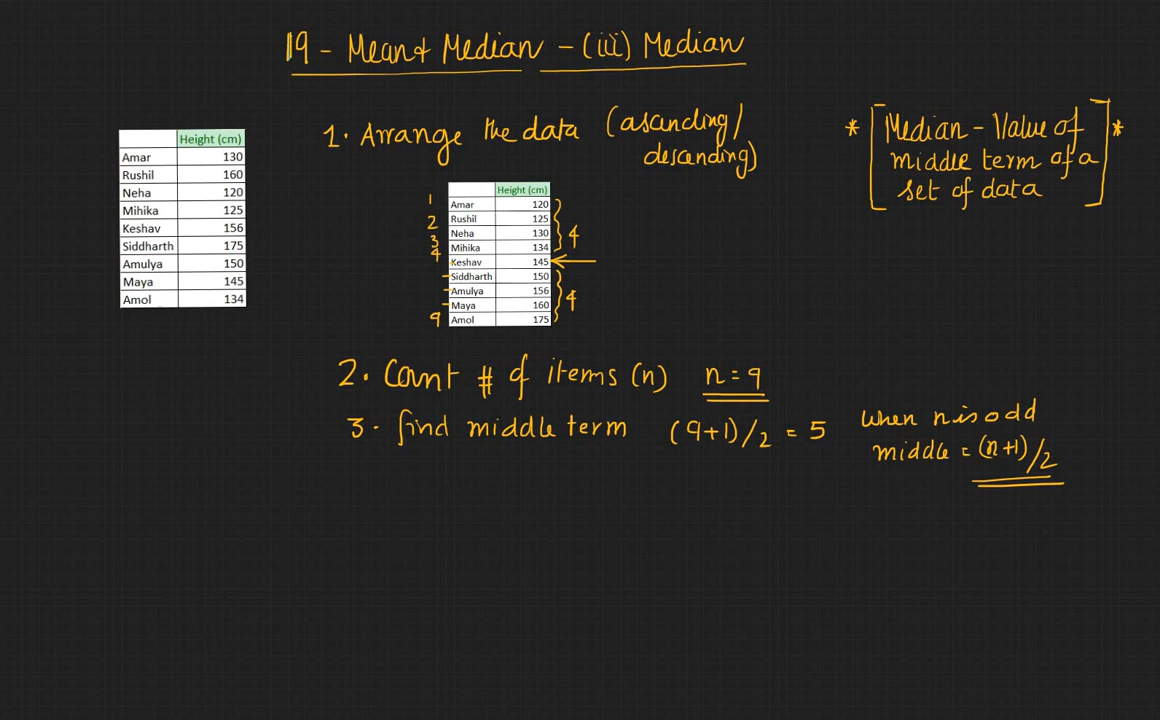 19 - Mean & Median - (iii) Median
1. Arrange the data (ascanding/
descanding)
* [Median - Value of
middle term of a
set of data] *
Height (cm)
Amar 130
Rushil 160
Neha 120
Mihika 125
Keshav 156
Siddharth 175
Amulya 150
Maya 145
Amol 134
Height (cm)
1 Amar 120
2 Rushil 125
3 Neha 130
4 Mihika 134
4
Keshav 145
Siddharth 150
Amulya 156
Maya 160
9 Amol 175
4
2. Count # of items (n) n = 9
3. find middle term (9+1)/2 = 5
when n is odd
middle = (n+1)/2